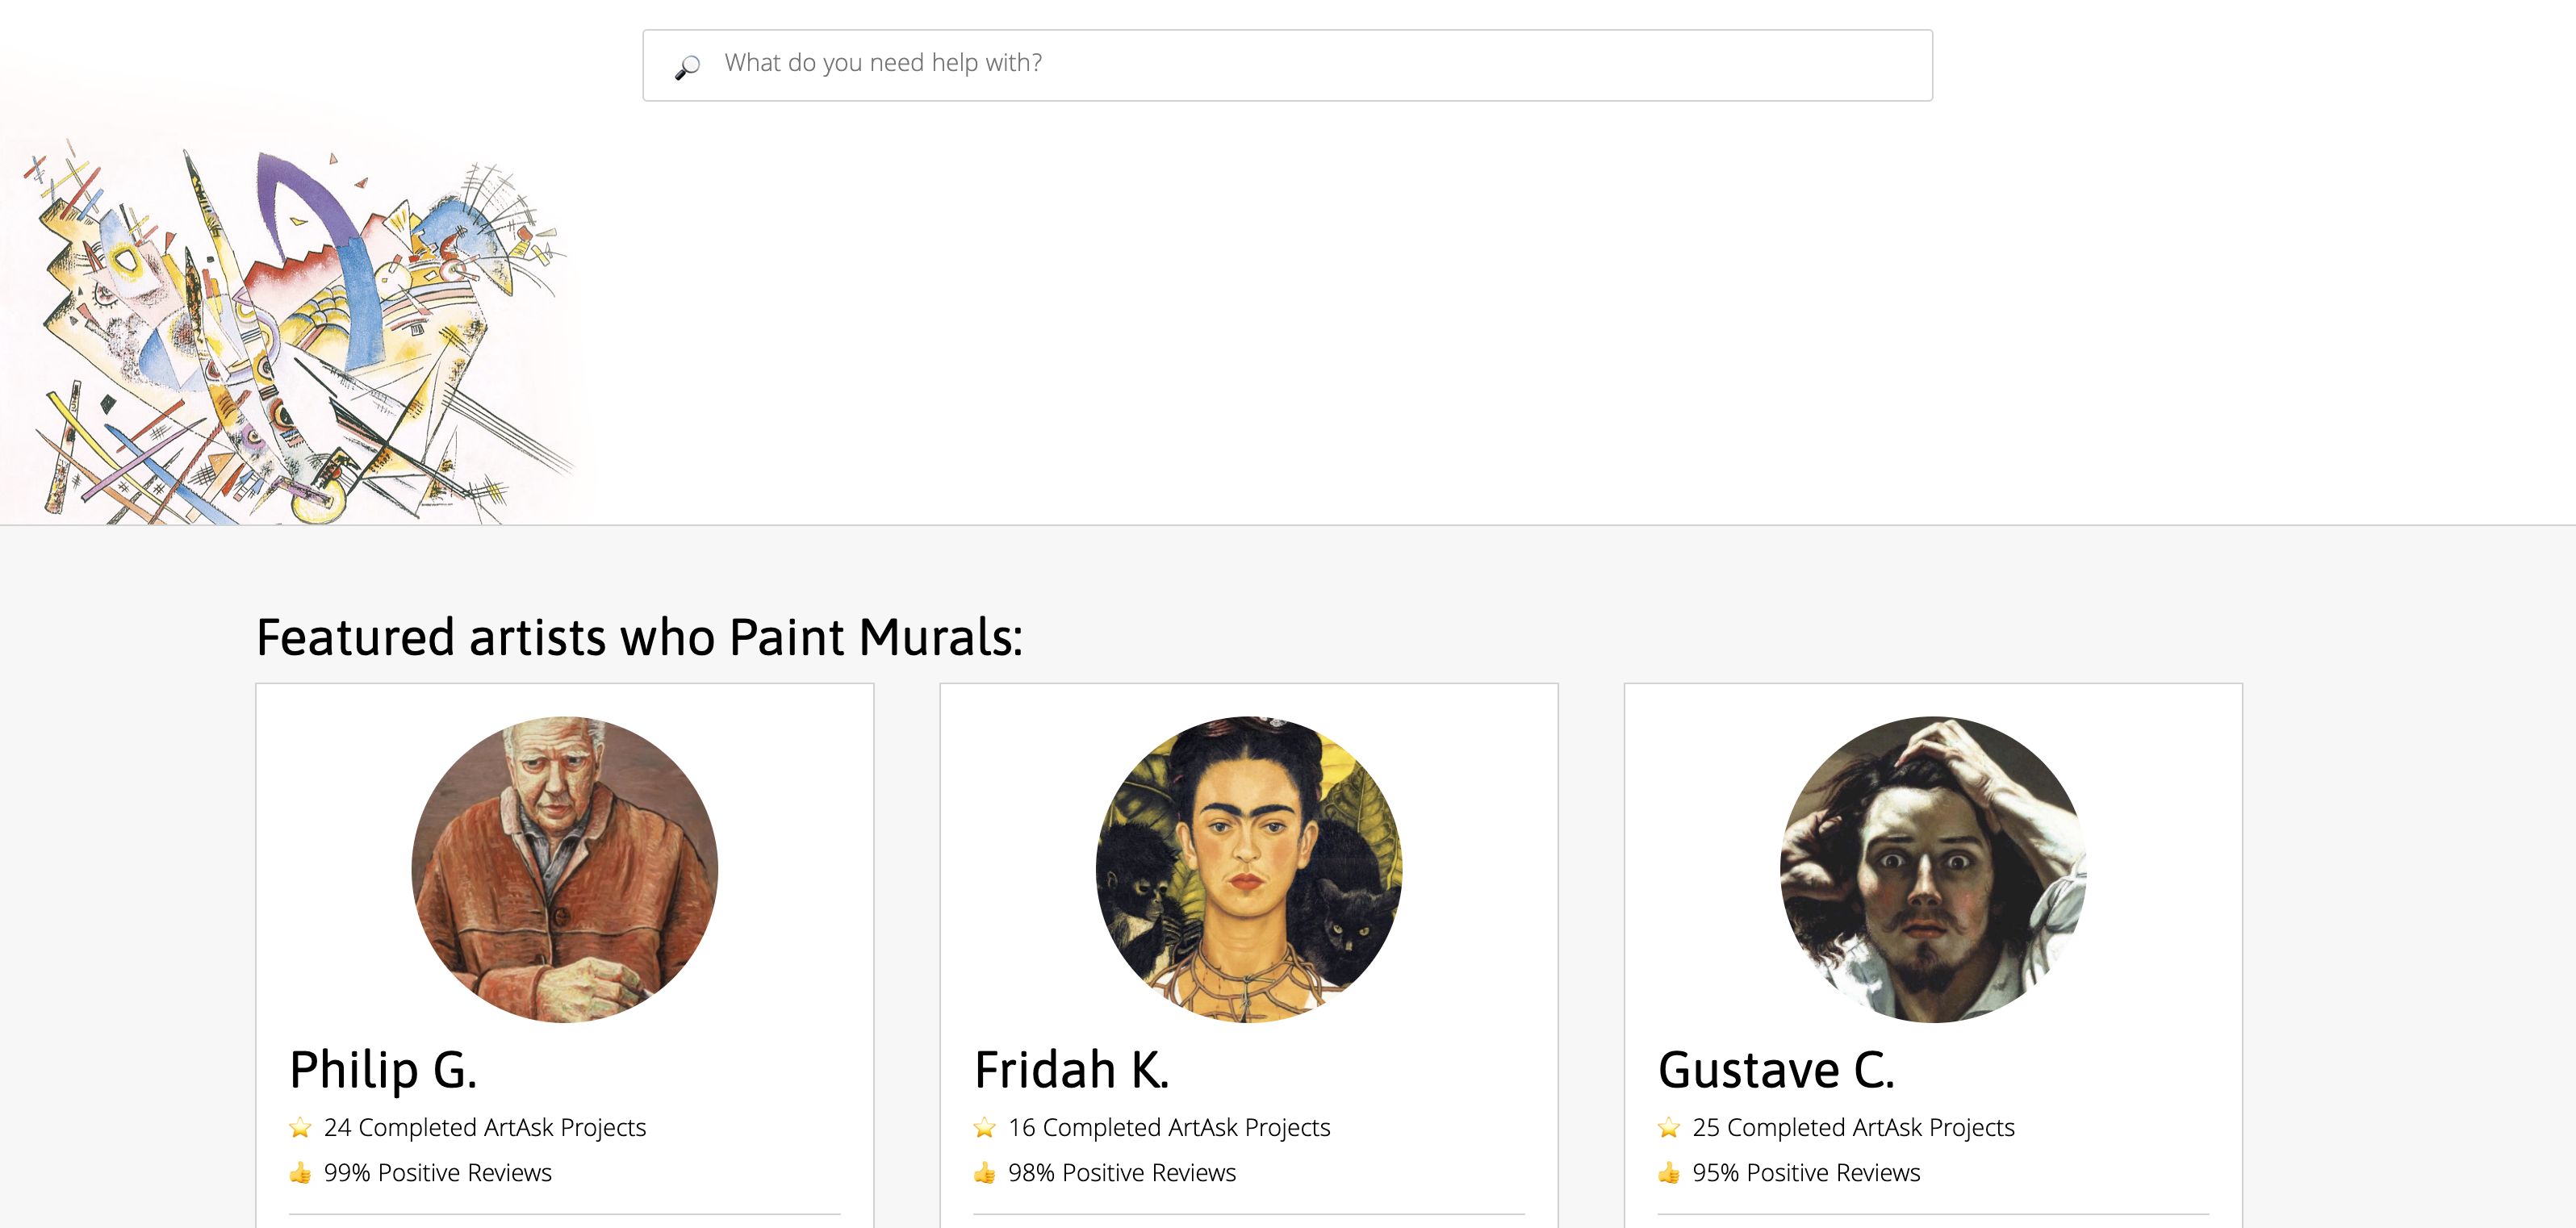 What do you need help with?
Featured artists who Paint Murals:
Philip G.
24 Completed ArtAsk Projects
99% Positive Reviews
Fridah K.
16 Completed ArtAsk Projects
98% Positive Reviews
Gustave C.
25 Completed ArtAsk Projects
95% Positive Reviews